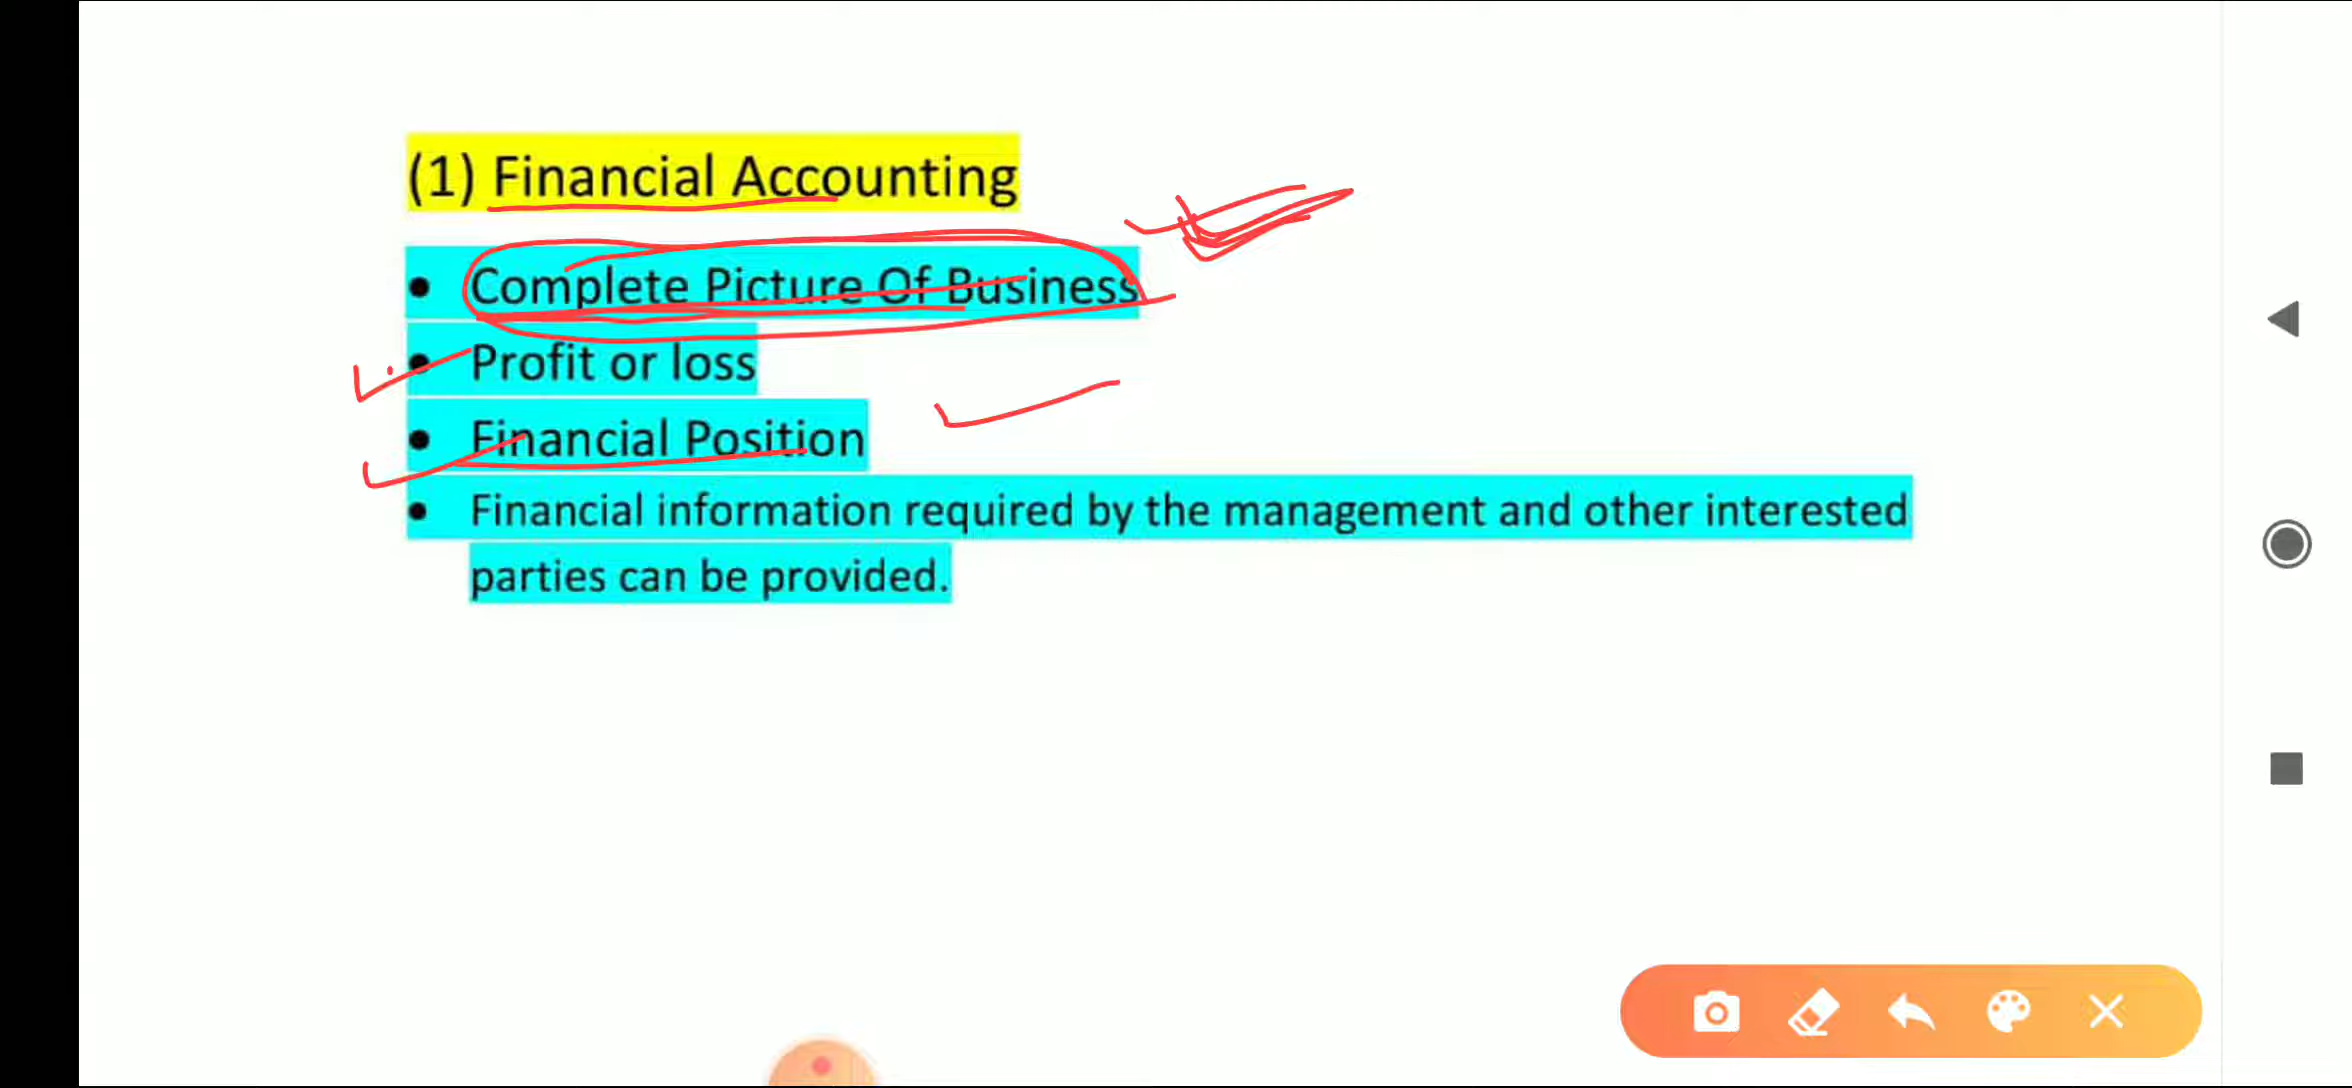 (1) Financial Accounting
• Complete Picture Of Business
• Profit or loss
• Financial Position
• Financial information required by the management and other interested
parties can be provided.